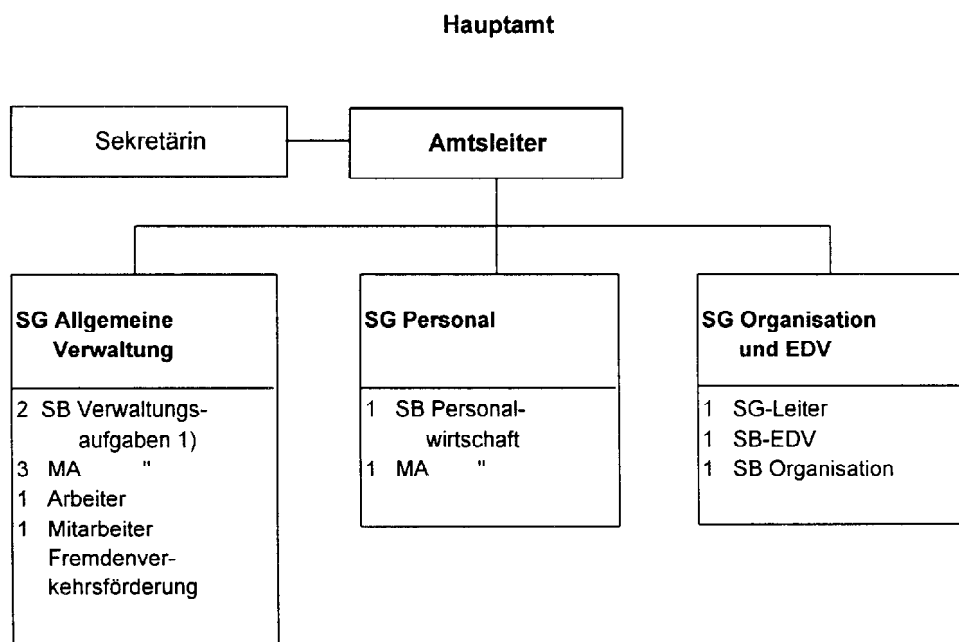 Hauptamt
Sekretärin
Amtsleiter
SG Allgemeine
Verwaltung
2 SB Verwaltungs-
aufgaben 1)
3 MA "
1 Arbeiter
1 Mitarbeiter
Fremdenver-
kehrsförderung
SG Personal
1 SB Personal-
wirtschaft
1 MA "
SG Organisation
und EDV
1 SG-Leiter
1 SB-EDV
1 SB Organisation